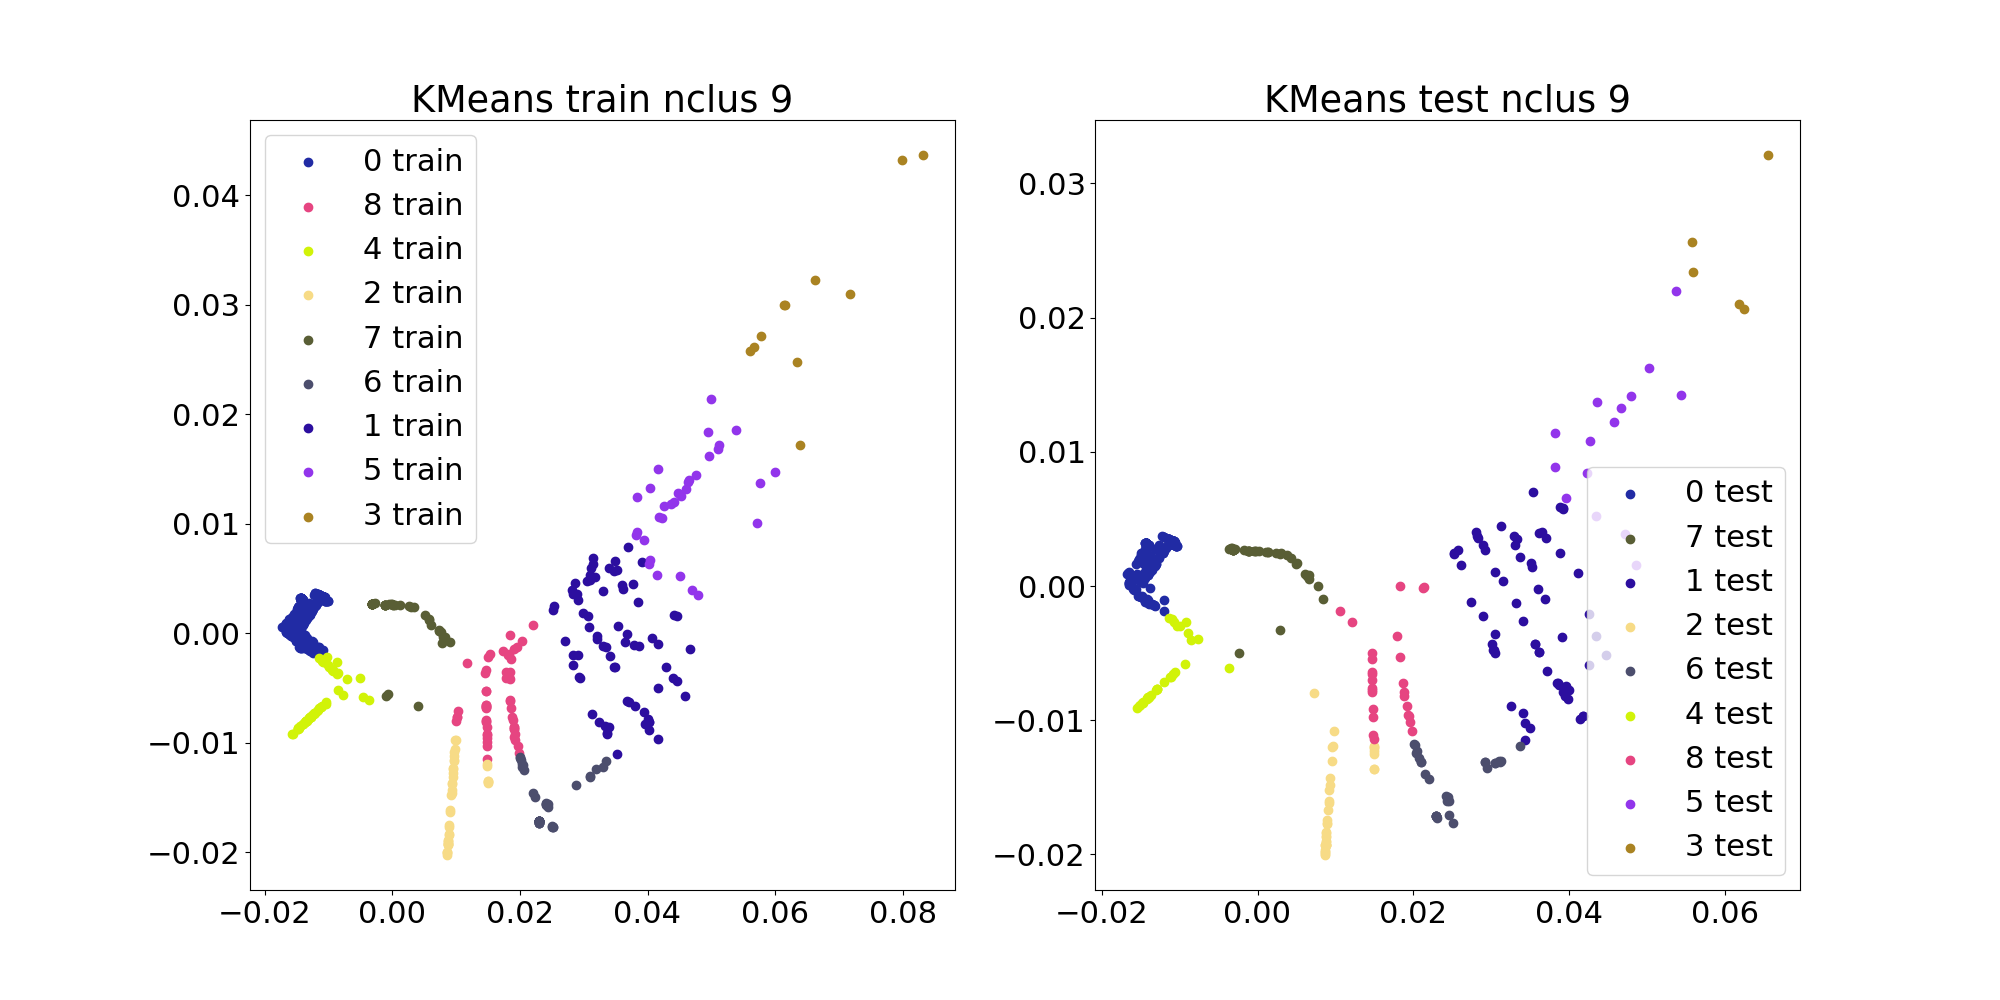 KMeans train nclus 9
0 train
8 train
4 train
2 train
7 train
6 train
1 train
5 train
3 train
0.04
0.03
0.02
0.01
0.00
−0.01
−0.02
−0.02 0.00 0.02 0.04 0.06 0.08
KMeans test nclus 9
0.03
0.02
0.01
0.00
−0.01
−0.02
0 test
7 test
1 test
2 test
6 test
4 test
8 test
5 test
3 test
−0.02 0.00 0.02 0.04 0.06